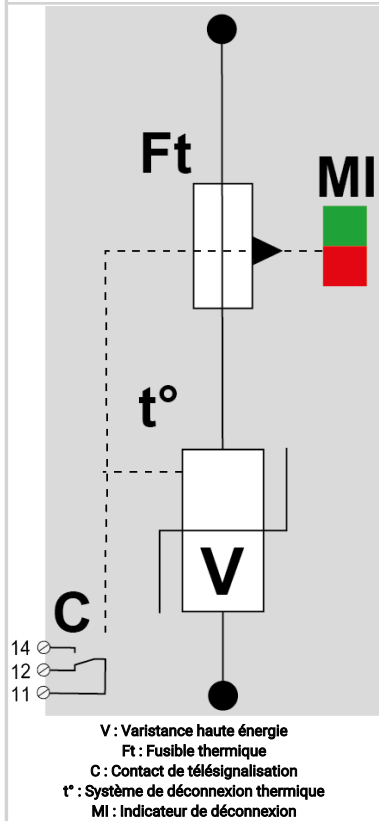 Ft
MI
t°
V
C
14
12
11
V : Varistance haute énergie
Ft : Fusible thermique
C : Contact de télésignalisation
t° : Système de déconnexion thermique
MI : Indicateur de déconnexion